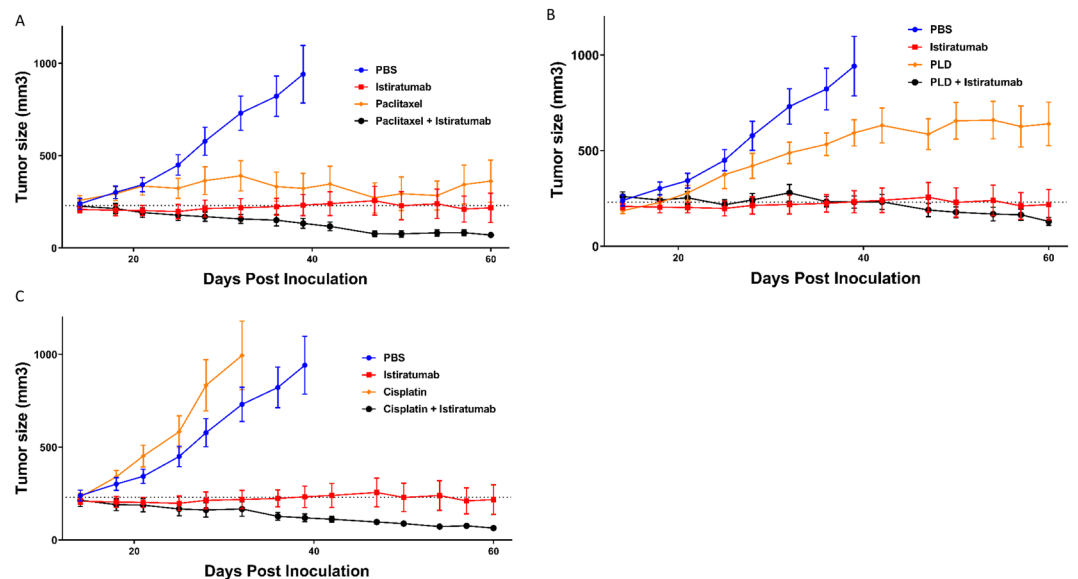 A
Tumor size (mm3)
1000
500
0
20
40
60
Days Post Inoculation
PBS
Istiratumab
Paclitaxel
Paclitaxel + Istiratumab
B
Tumor size (mm3)
1000
500
0
20
40
60
Days Post Inoculation
PBS
Istiratumab
PLD
PLD + Istiratumab
C
Tumor size (mm3)
1000
500
0
20
40
60
Days Post Inoculation
PBS
Istiratumab
Cisplatin
Cisplatin + Istiratumab